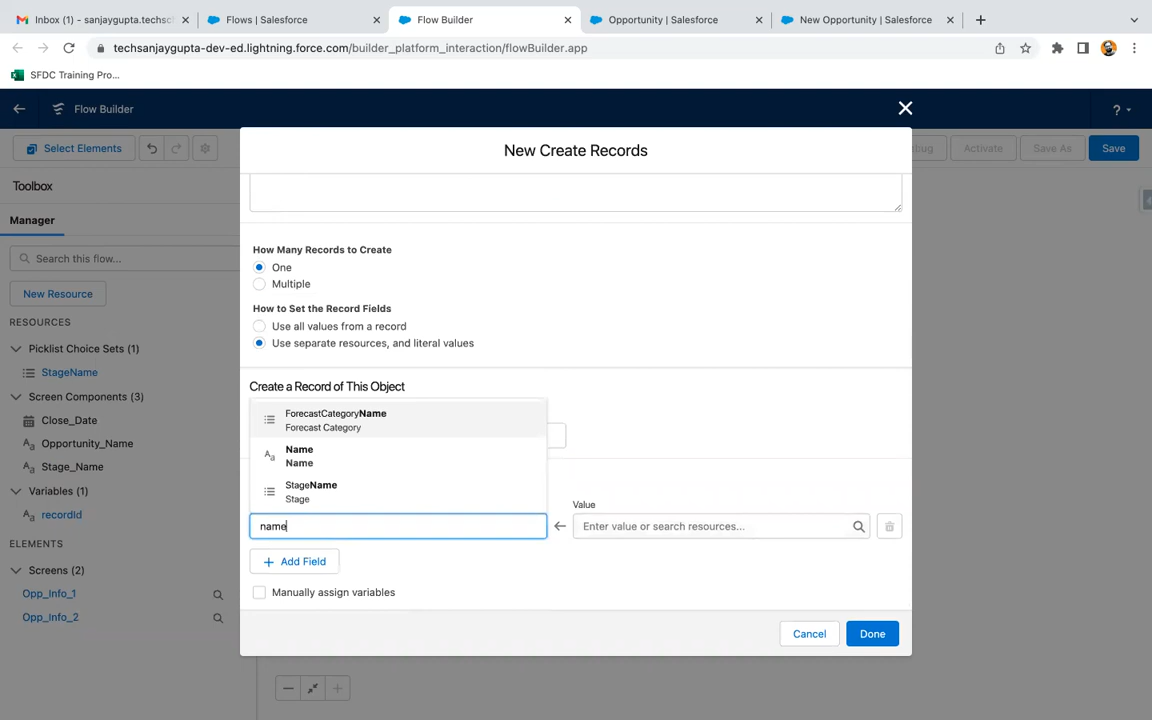 Inbox (1) - sanjaygupta.techsc
Flows | Salesforce
Flow Builder
Opportunity | Salesforce
New Opportunity | Salesforce
techsanjaygupta-dev-ed.lightning.force.com/builder_platform_interaction/flowBuilder.app
SFDC Training Pro...
Flow Builder
?
Select Elements
Activate
Save As
Save
New Create Records
Toolbox
Manager
Search this flow...
New Resource
RESOURCES
Picklist Choice Sets (1)
StageName
Screen Components (3)
Close_Date
Opportunity_Name
Stage_Name
Variables (1)
recordId
ELEMENTS
Screens (2)
Opp_Info_1
Opp_Info_2
How Many Records to Create
One
Multiple
How to Set the Record Fields
Use all values from a record
Use separate resources, and literal values
Create a Record of This Object
ForecastCategoryName
Forecast Category
Name
Name
StageName
Stage
name
Value
Enter value or search resources...
Add Field
Manually assign variables
Cancel
Done